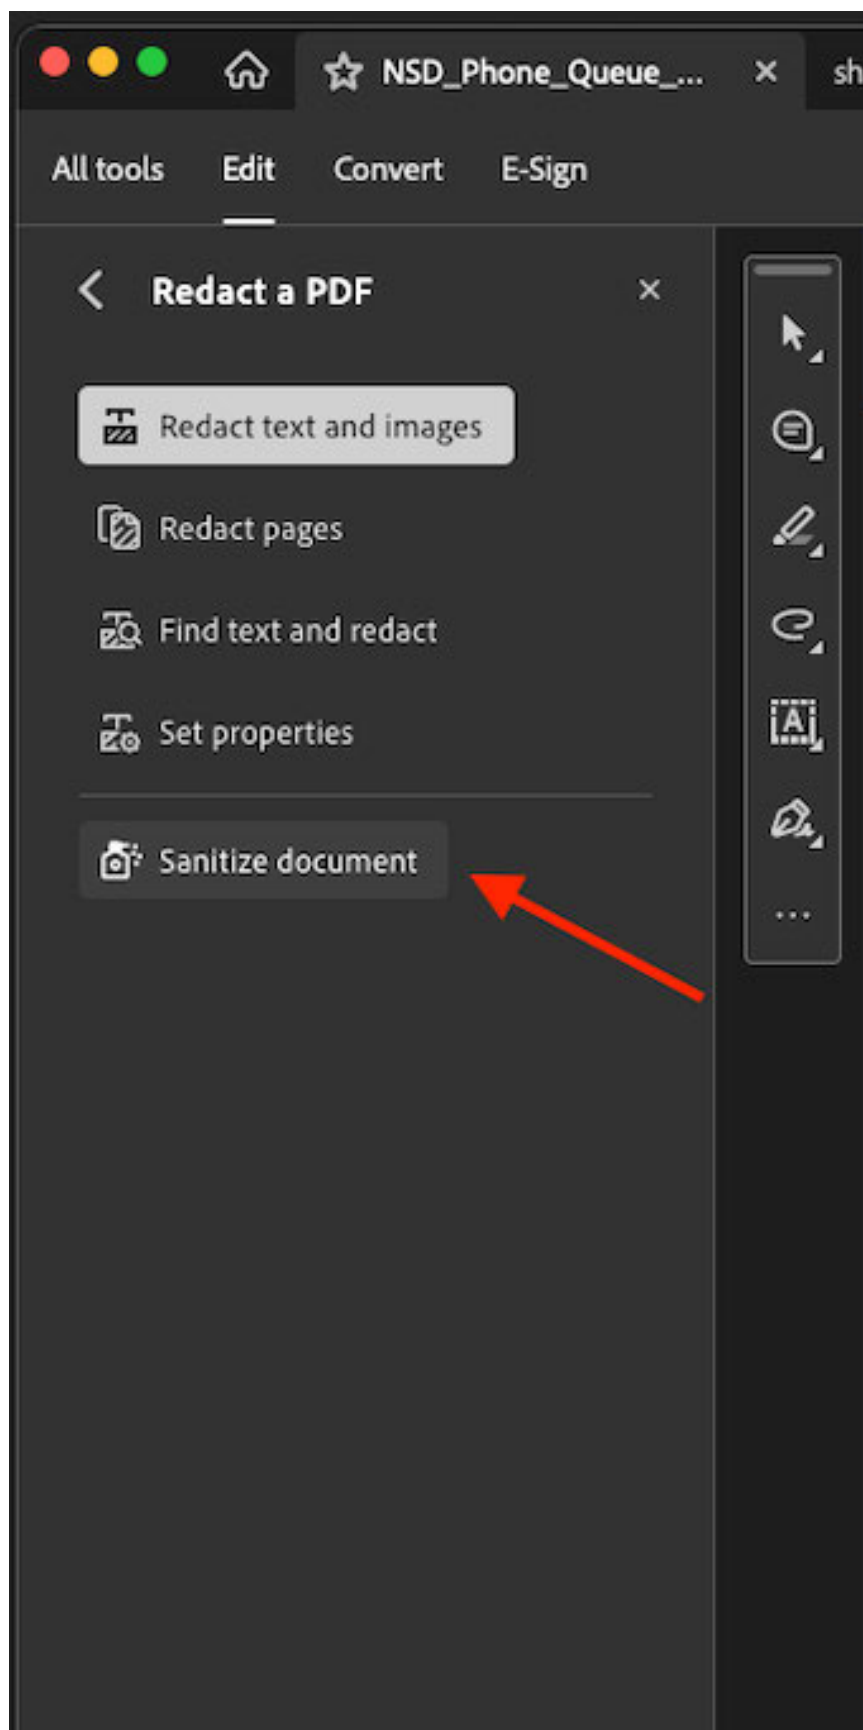 NSD_Phone_Queue_...
sh
All tools Edit Convert E-Sign
Redact a PDF
Redact text and images
Redact pages
Find text and redact
Set properties
Sanitize document
A